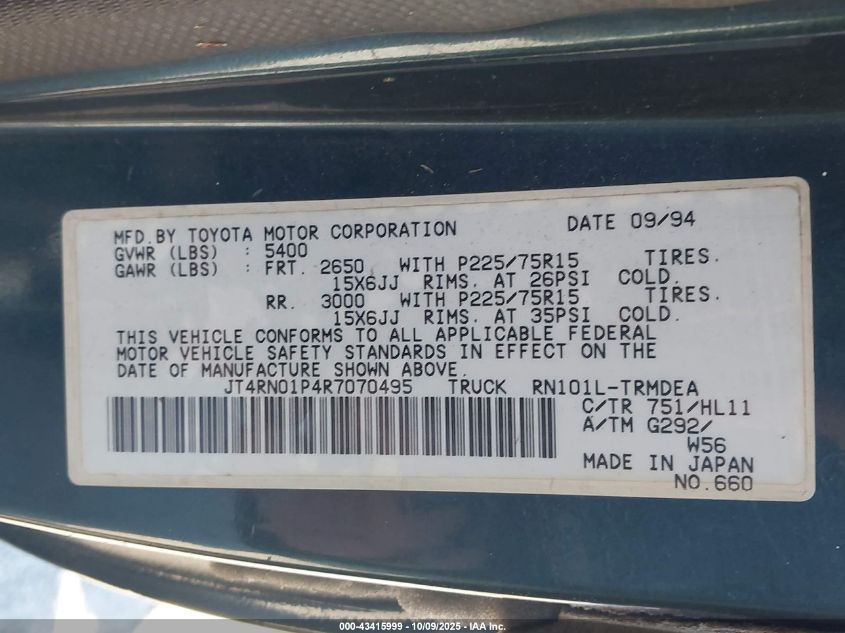 MFD. BY TOYOTA MOTOR CORPORATION DATE 09/94
GVWR (LBS) : 5400
GAWR (LBS) : FRT. 2650 WITH P225/75R15 TIRES.
15X6JJ RIMS. AT 26PSI COLD.
RR. 3000 WITH P225/75R15 TIRES.
15X6JJ RIMS. AT 35PSI COLD.
THIS VEHICLE CONFORMS TO ALL APPLICABLE FEDERAL
MOTOR VEHICLE SAFETY STANDARDS IN EFFECT ON THE
DATE OF MANUFACTURE SHOWN ABOVE.
JT4RN01P4R7070495 TRUCK RN101L-TRMDEA
C/TR 751/HL11
A/TM G292/
W56
MADE IN JAPAN
NO.660
000-43415999 - 10/09/2025 - IAA Inc.